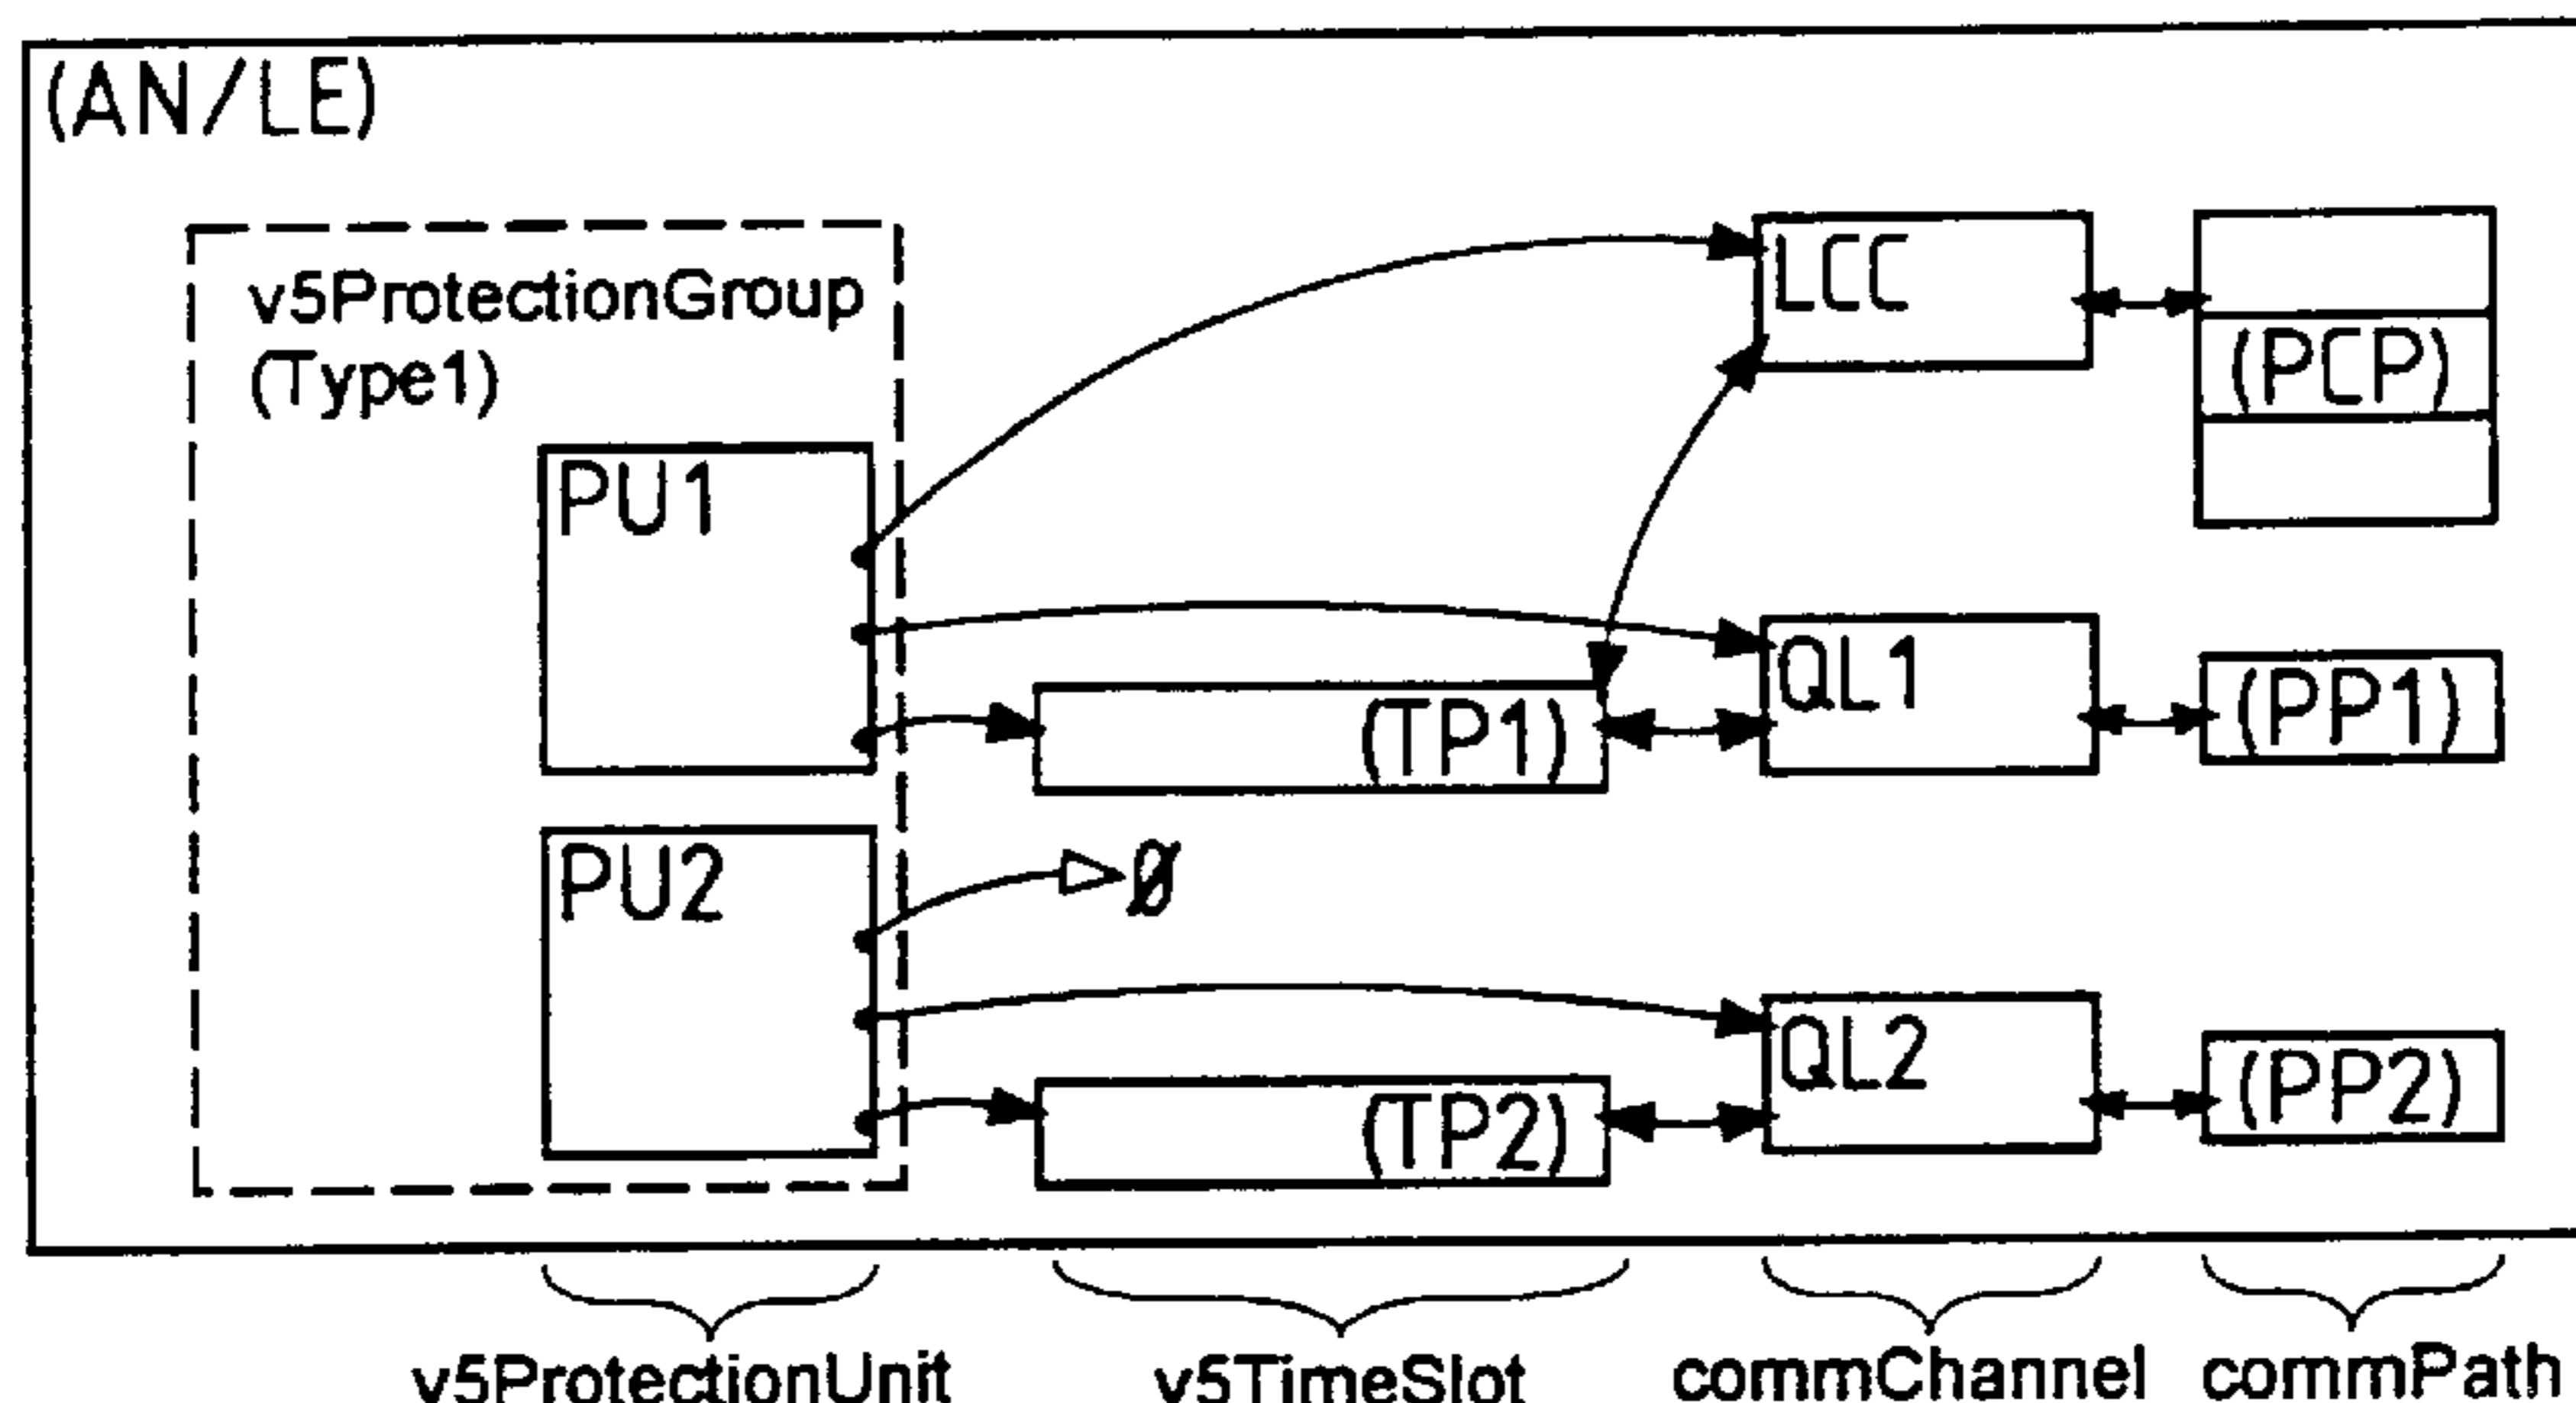 (AN/LE)
v5ProtectionGroup
(Type1)
LCC
(PCP)
PU1
QL1
(PP1)
(TP1)
PU2
Ø
QL2
(PP2)
(TP2)
v5ProtectionUnit
v5TimeSlot
commChannel
commPath